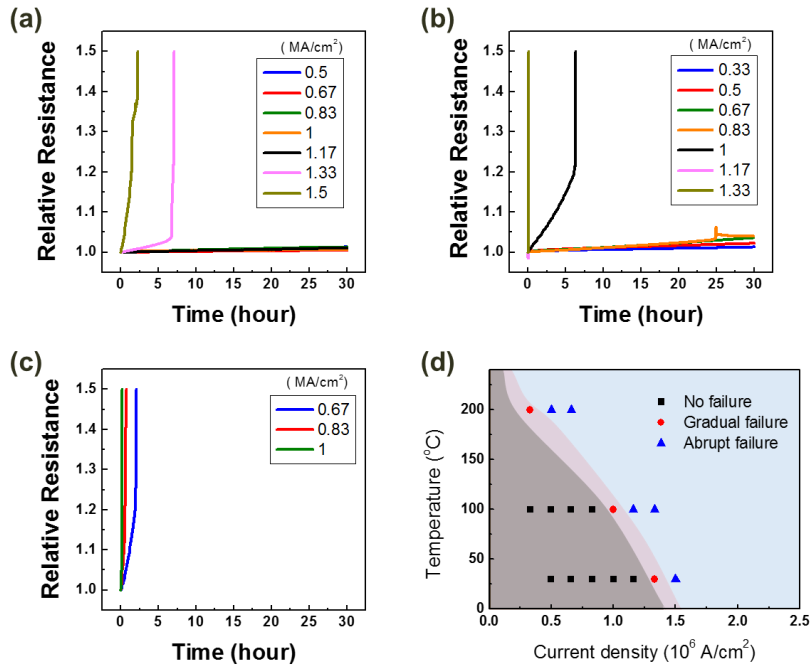 (a)
Relative Resistance
1.5
1.4
1.3
1.2
1.1
1.0
( MA/cm²)
0.5
0.67
0.83
1
1.17
1.33
1.5
0 5 10 15 20 25 30
Time (hour)
(b)
Relative Resistance
1.5
1.4
1.3
1.2
1.1
1.0
( MA/cm²)
0.33
0.5
0.67
0.83
1
1.17
1.33
0 5 10 15 20 25 30
Time (hour)
(c)
Relative Resistance
1.5
1.4
1.3
1.2
1.1
1.0
( MA/cm²)
0.67
0.83
1
0 5 10 15 20 25 30
Time (hour)
(d)
Temperature (°C)
200
150
100
50
0
No failure
Gradual failure
Abrupt failure
0.0 0.5 1.0 1.5 2.0 2.5
Current density (10⁶ A/cm²)